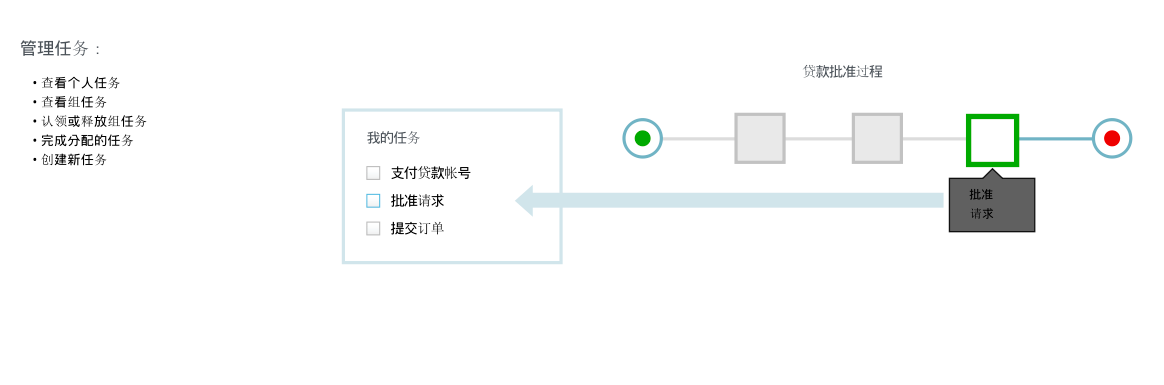 管理任务：
• 查看个人任务
• 查看组任务
• 认领或释放组任务
• 完成分配的任务
• 创建新任务
我的任务
支付贷款帐号
批准请求
提交订单
贷款批准过程
批准
请求